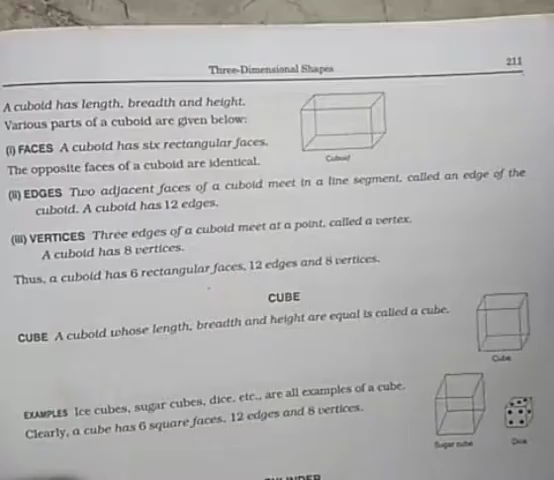 Three-Dimensional Shapes
211
A cuboid has length, breadth and height.
Various parts of a cuboid are given below:
(i) FACES A cuboid has six rectangular faces.
The opposite faces of a cuboid are identical.
Cuboid
(ii) EDGES Two adjacent faces of a cuboid meet in a line segment, called an edge of the
cuboid. A cuboid has 12 edges.
(iii) VERTICES Three edges of a cuboid meet at a point, called a vertex.
A cuboid has 8 vertices.
Thus, a cuboid has 6 rectangular faces, 12 edges and 8 vertices.
CUBE
CUBE A cuboid whose length, breadth and height are equal is called a cube.
Cube
EXAMPLES Ice cubes, sugar cubes, dice, etc., are all examples of a cube.
Clearly, a cube has 6 square faces, 12 edges and 8 vertices.
Sugar cube
Dice